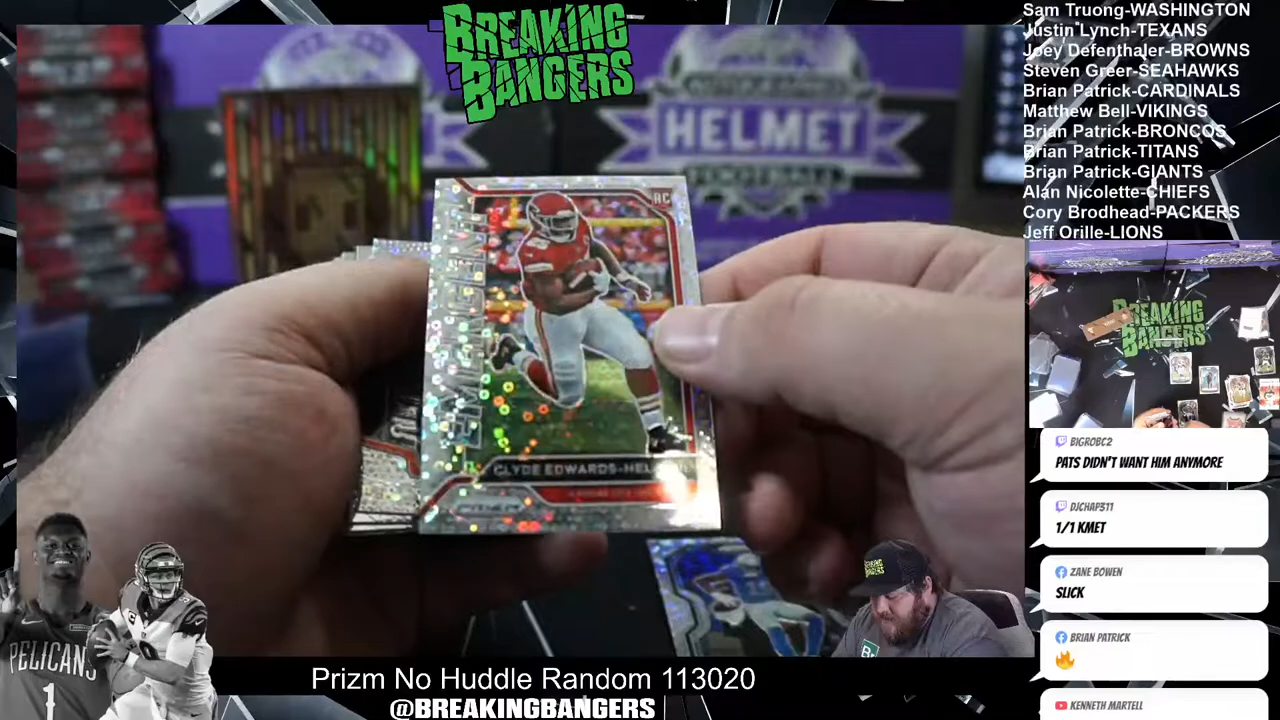 BREAKING
BANGERS
HELMET
Sam Truong-WASHINGTON
Justin Lynch-TEXANS
Joey Defenthaler-BROWNS
Steven Greer-SEAHAWKS
Brian Patrick-CARDINALS
Matthew Bell-VIKINGS
Brian Patrick-BRONCOS
Brian Patrick-TITANS
Brian Patrick-GIANTS
Alan Nicolette-CHIEFS
Cory Brodhead-PACKERS
Jeff Orille-LIONS
RC
EMERGENT
CLYDE EDWARDS-HEL
BREAKING
BANGERS
BIGROBC2
PATS DIDN'T WANT HIM ANYMORE
DJCHAP311
1/1 KMET
ZANE BOWEN
SLICK
BRIAN PATRICK
KENNETH MARTELL
PELICANS
1
Prizm No Huddle Random 113020
@BREAKINGBANGERS